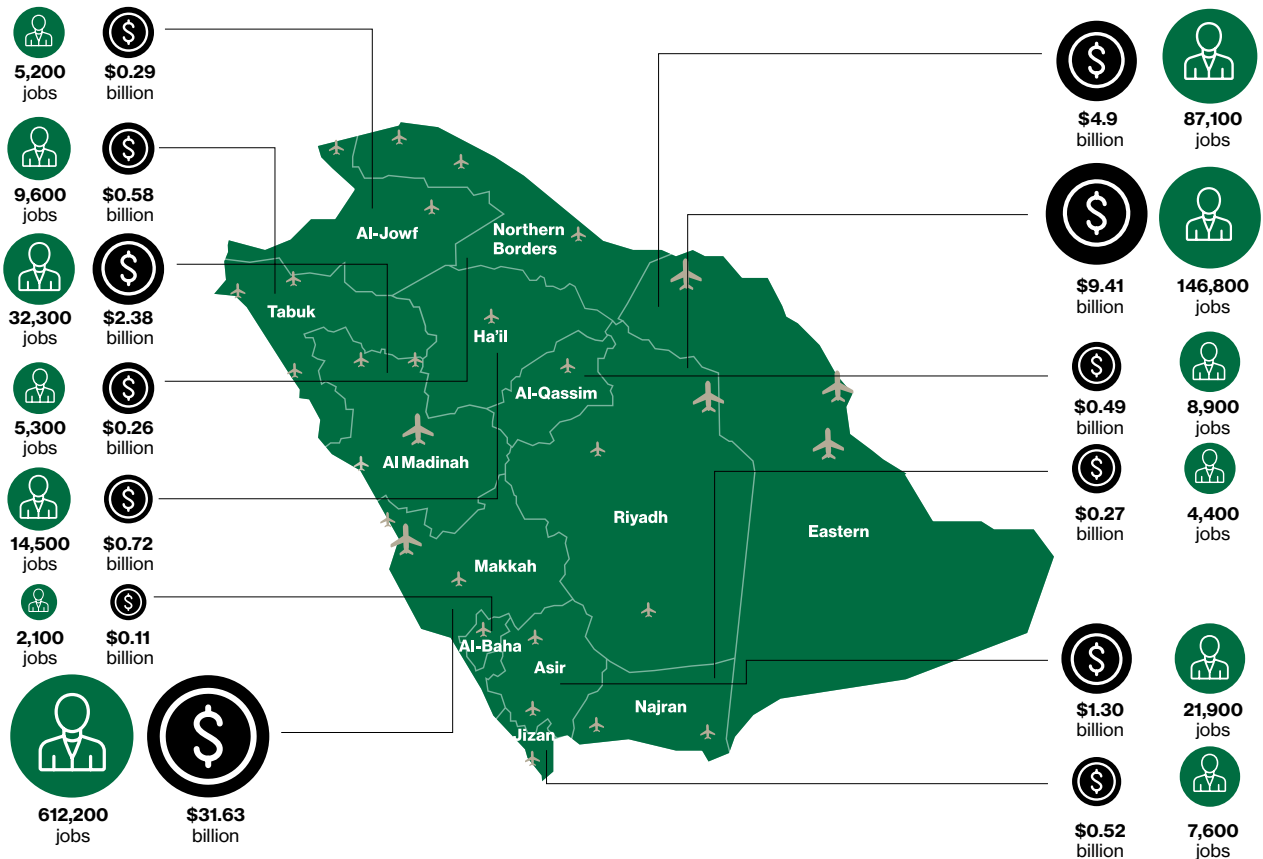 5,200
jobs
$0.29
billion
9,600
jobs
$0.58
billion
32,300
jobs
$2.38
billion
5,300
jobs
$0.26
billion
14,500
jobs
$0.72
billion
2,100
jobs
$0.11
billion
612,200
jobs
$31.63
billion
Al-Jowf
Northern
Borders
Tabuk
Ha'il
Al-Qassim
Al Madinah
Riyadh
Eastern
Makkah
Al-Baha
Asir
Najran
Jizan
$4.9
billion
87,100
jobs
$9.41
billion
146,800
jobs
$0.49
billion
8,900
jobs
$0.27
billion
4,400
jobs
$1.30
billion
21,900
jobs
$0.52
billion
7,600
jobs